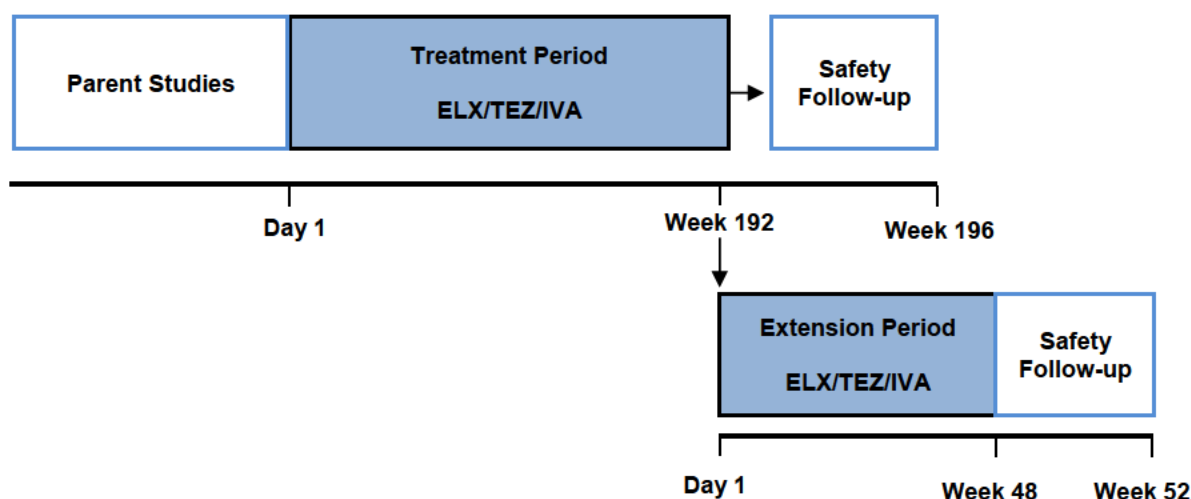 Parent Studies
Treatment Period
ELX/TEZ/IVA
Safety
Follow-up
Day 1
Week 192
Week 196
Extension Period
ELX/TEZ/IVA
Safety
Follow-up
Day 1
Week 48
Week 52